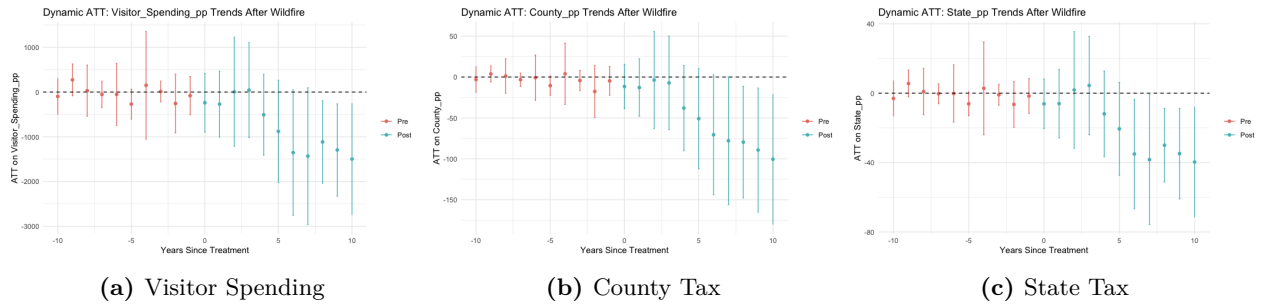 Dynamic ATT: Visitor_Spending_pp Trends After Wildfire
ATT on Visitor_Spending_pp
1000
0
-1000
-2000
-3000
-10
-5
0
5
10
Years Since Treatment
Pre
Post
(a) Visitor Spending
Dynamic ATT: County_pp Trends After Wildfire
ATT on County_pp
50
0
-50
-100
-150
-10
-5
0
5
10
Years Since Treatment
Pre
Post
(b) County Tax
Dynamic ATT: State_pp Trends After Wildfire
ATT on State_pp
40
0
-40
-80
-10
-5
0
5
10
Years Since Treatment
Pre
Post
(c) State Tax